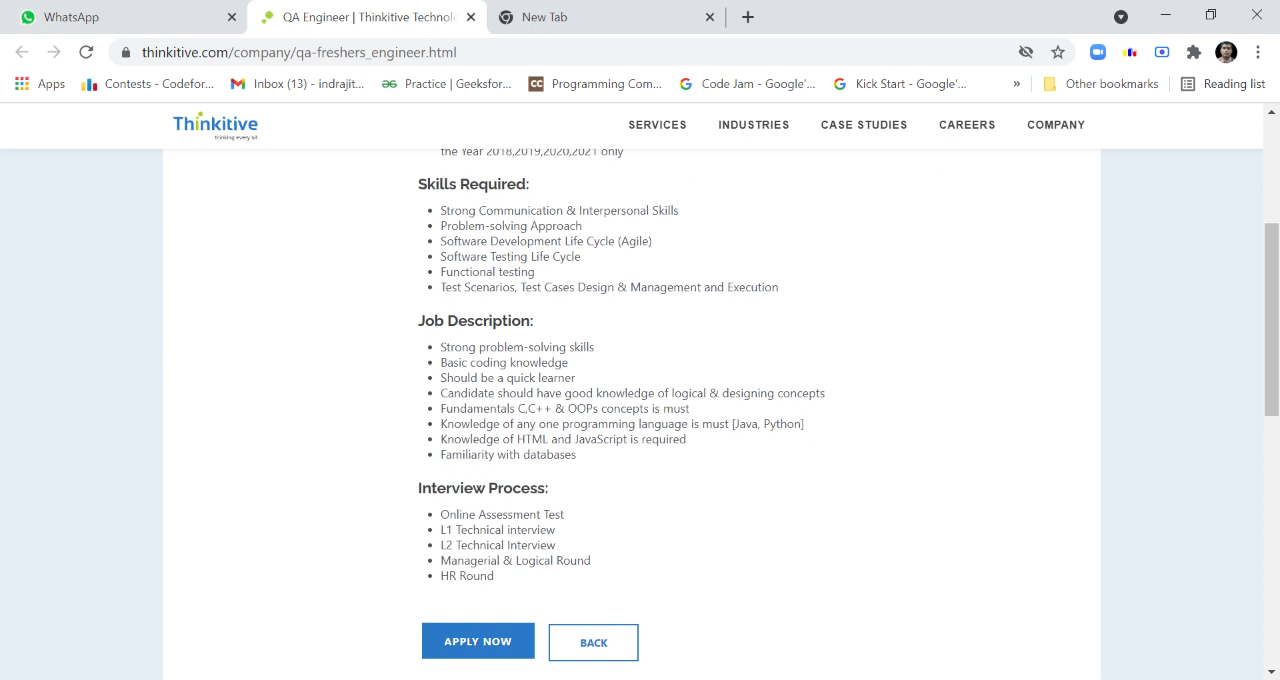 WhatsApp
QA Engineer | Thinkitive Technolo
New Tab
thinkitive.com/company/qa-freshers_engineer.html
Apps
Contests - Codefor...
Inbox (13) - indrajit...
Practice | Geeksfor...
CC
Programming Com...
Code Jam - Google'...
Kick Start - Google'...
»
Other bookmarks
Reading list
Thinkitive
thinking every bit
SERVICES
INDUSTRIES
CASE STUDIES
CAREERS
COMPANY
the Year 2018,2019,2020,2021 only
Skills Required:
Strong Communication & Interpersonal Skills
Problem-solving Approach
Software Development Life Cycle (Agile)
Software Testing Life Cycle
Functional testing
Test Scenarios, Test Cases Design & Management and Execution
Job Description:
Strong problem-solving skills
Basic coding knowledge
Should be a quick learner
Candidate should have good knowledge of logical & designing concepts
Fundamentals C,C++ & OOPs concepts is must
Knowledge of any one programming language is must [Java, Python]
Knowledge of HTML and JavaScript is required
Familiarity with databases
Interview Process:
Online Assessment Test
L1 Technical interview
L2 Technical Interview
Managerial & Logical Round
HR Round
APPLY NOW
BACK